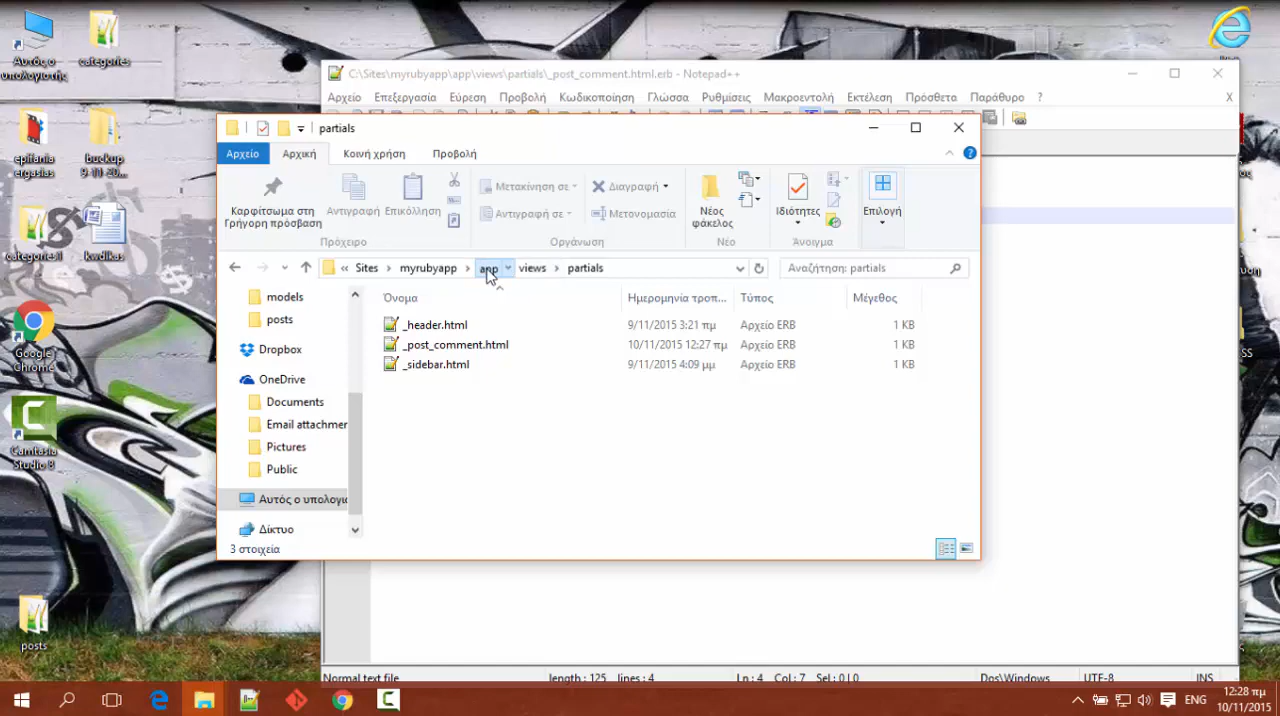 Αυτός ο
υπολογιστής
categories
epifania
ergasias
buckup
9-11-20...
categories ii
kwdikas
Google
Chrome
Camtasia
Studio 8
posts
C:\Sites\myrubyapp\app\views\partials\_post_comment.html.erb - Notepad++
Αρχείο Επεξεργασία Εύρεση Προβολή Κωδικοποίηση Γλώσσα Ρυθμίσεις Μακροεντολή Εκτέλεση Πρόσθετα Παράθυρο ? X
partials
Αρχείο Αρχική Κοινή χρήση Προβολή
Καρφίτσωμα στη
Γρήγορη πρόσβαση
Αντιγραφή
Επικόλληση
Μετακίνηση σε
Αντιγραφή σε
Διαγραφή
Μετονομασία
Νέος
φάκελος
Ιδιότητες
Επιλογή
Πρόχειρο Οργάνωση Νέο Άνοιγμα
« Sites › myrubyapp › app views › partials
Αναζήτηση: partials
models
posts
Dropbox
OneDrive
Documents
Email attachmer
Pictures
Public
Αυτός ο υπολογι
Δίκτυο
Όνομα Ημερομηνία τροπ... Τύπος Μέγεθος
_header.html 9/11/2015 3:21 πμ Αρχείο ERB 1 KB
_post_comment.html 10/11/2015 12:27 πμ Αρχείο ERB 1 KB
_sidebar.html 9/11/2015 4:09 μμ Αρχείο ERB 1 KB
3 στοιχεία
Normal text file length : 125 lines : 4 Ln : 4 Col : 7 Sel : 0 | 0 Dos\Windows UTF-8 INS
ENG
12:28 πμ
10/11/2015